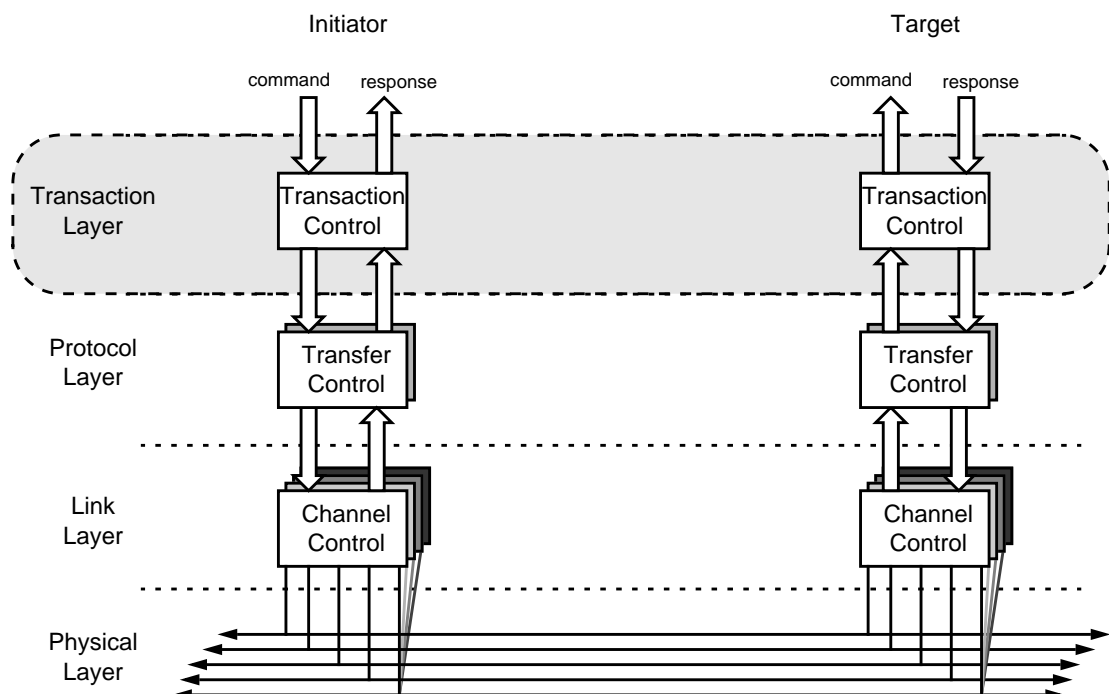 Initiator
Target
command
response
command
response
Transaction
Layer
Transaction
Control
Transaction
Control
Protocol
Layer
Transfer
Control
Transfer
Control
Link
Layer
Channel
Control
Channel
Control
Physical
Layer